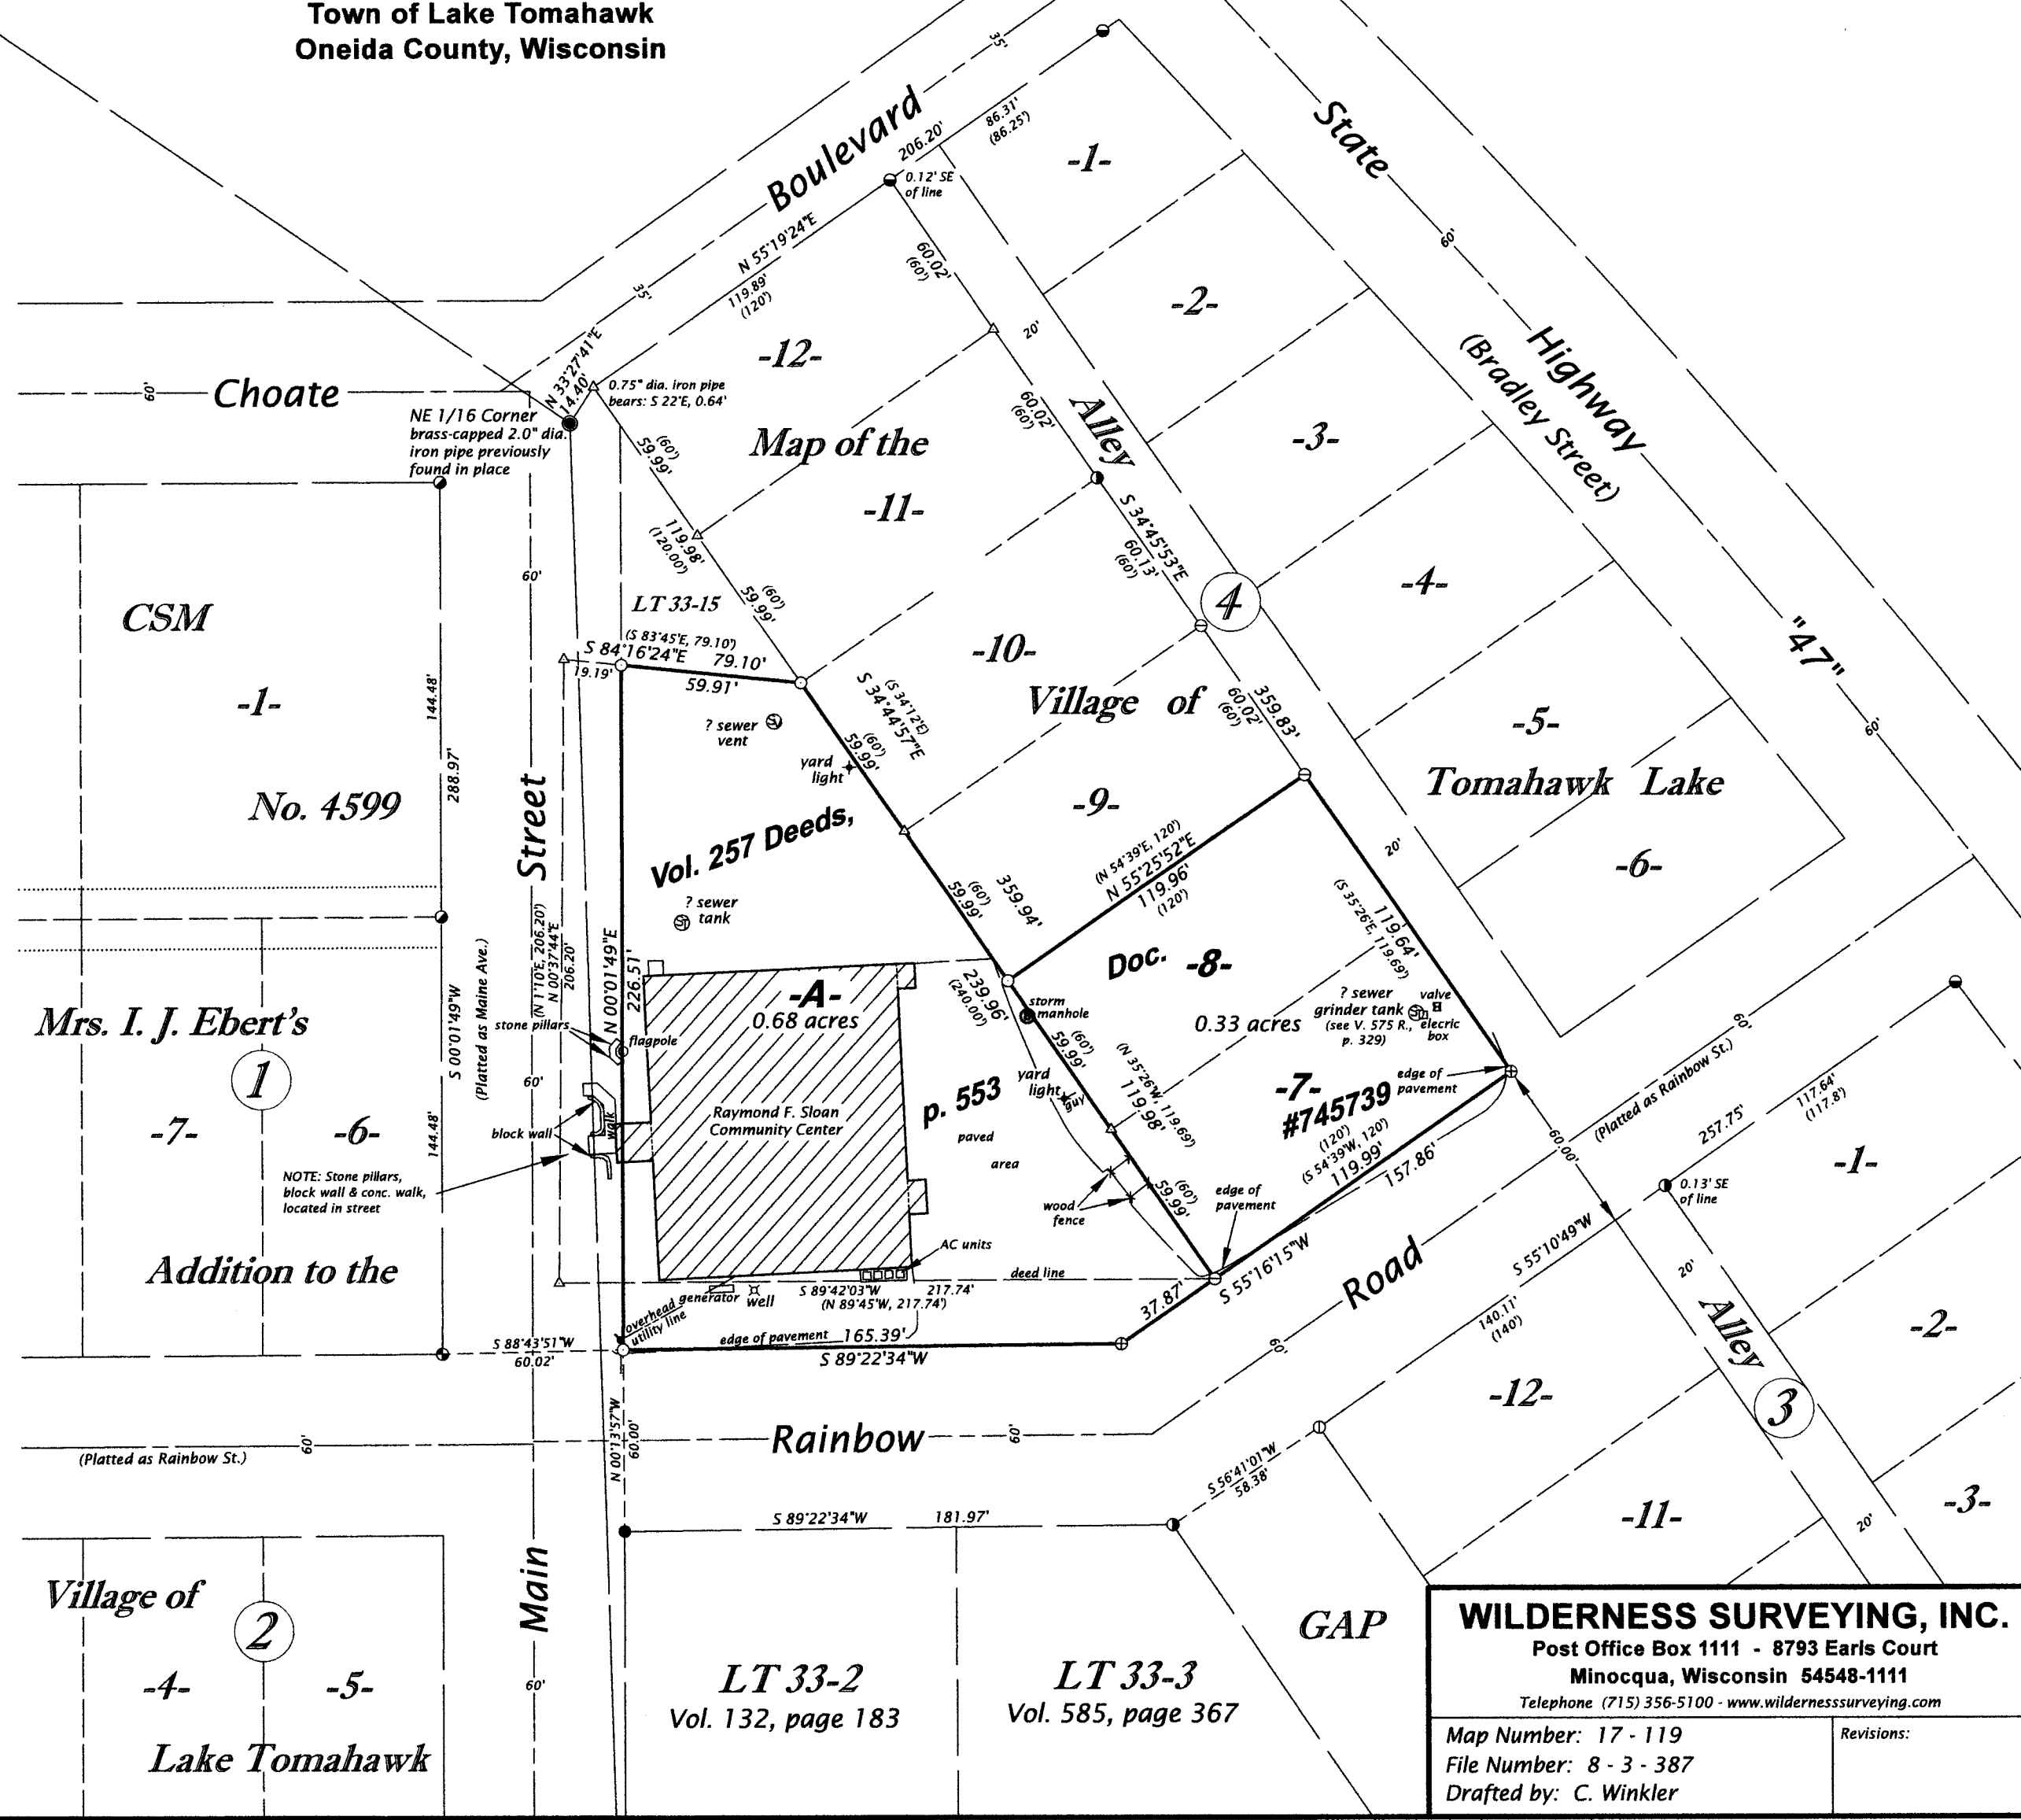 Town of Lake Tomahawk
Oneida County, Wisconsin
35'
Boulevard
206.20'
86.31'
(86.25')
-1-
State
60'
0.12' SE
of line
N 55°19'24"E
119.89'
(120')
35'
60.02'
(60')
-2-
20'
Highway
(Bradley Street)
"47"
60'
60'
Choate
N 33°27'41"E
14.40'
0.75" dia. iron pipe
bears: S 22°E, 0.64'
NE 1/16 Corner
brass-capped 2.0" dia.
iron pipe previously
found in place
-12-
Map of the
-11-
60.02'
(60')
Alley
-3-
(60')
59.99'
119.98'
(120.00')
(60')
59.99'
S 34°45'53"E
60.13'
(60')
4
-4-
60'
CSM
-1-
No. 4599
144.48'
288.97'
LT 33-15
(S 83°45'E, 79.10')
S 84°16'24"E 79.10'
19.19'
59.91'
-10-
Village of
(S 34°12'E)
S 34°44'57"E
(60')
59.99'
60.02'
(60')
359.83'
-5-
Tomahawk Lake
-6-
? sewer
vent
yard
light
Street
Vol. 257 Deeds,
-9-
? sewer
tank
(N 54°39'E, 120')
N 55°25'52"E
119.96'
(120')
20'
(60')
59.99'
359.94'
(S 35°26'E, 119.69')
119.64'
(N 1°10'E, 206.20')
N 00°37'44"E
206.20'
N 00°01'49"E
226.51'
(Platted as Maine Ave.)
S 00°01'49"W
144.48'
Mrs. I. J. Ebert's
1
-7-
-6-
Addition to the
stone pillars
flagpole
-A-
0.68 acres
239.96'
(240.00')
storm
manhole
Doc. -8-
0.33 acres
? sewer
grinder tank
(see V. 575 R.,
p. 329)
valve
elecric
box
60'
60'
block wall
walk
NOTE: Stone pillars,
block wall & conc. walk,
located in street
Raymond F. Sloan
Community Center
p. 553
paved
area
yard
light
guy
(60')
59.99'
(N 35°26'W, 119.69')
119.98'
-7-
#745739
edge of
pavement
(120')
(S 54°39'W, 120')
119.99'
157.86'
(Platted as Rainbow St.)
60.00'
257.75'
117.64'
(117.8')
-1-
0.13' SE
of line
wood
fence
(60')
59.99'
edge of
pavement
AC units
deed line
generator
well
S 89°42'03"W 217.74'
(N 89°45'W, 217.74')
overhead
utility line
edge of pavement 165.39'
S 89°22'34"W
37.87'
S 55°16'15"W
Road
S 55°10'49"W
140.11'
(140')
20'
Alley
3
-2-
S 88°43'51"W
60.02'
60'
-12-
N 00°13'57"W
60.00'
Rainbow
60'
60'
(Platted as Rainbow St.)
S 56°41'01"W
58.38'
-11-
20'
-3-
S 89°22'34"W 181.97'
Main
60'
Village of
2
-4-
-5-
Lake Tomahawk
LT 33-2
Vol. 132, page 183
LT 33-3
Vol. 585, page 367
GAP
WILDERNESS SURVEYING, INC.
Post Office Box 1111 - 8793 Earls Court
Minocqua, Wisconsin 54548-1111
Telephone (715) 356-5100 - www.wildernesssurveying.com
Map Number: 17 - 119
File Number: 8 - 3 - 387
Drafted by: C. Winkler
Revisions: